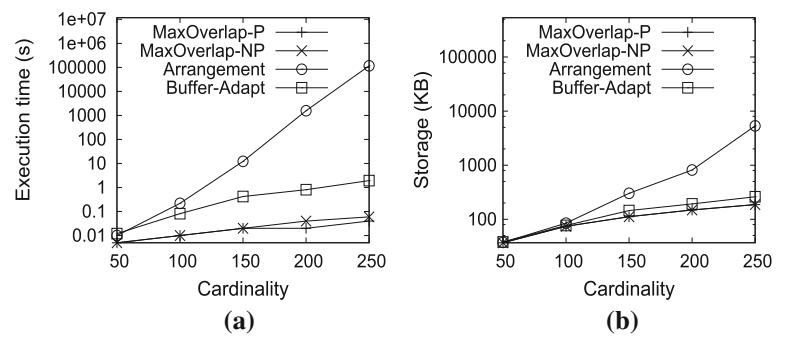 Execution time (s)
1e+07
1e+06
100000
10000
1000
100
10
1
0.1
0.01
MaxOverlap-P
MaxOverlap-NP
Arrangement
Buffer-Adapt
50 100 150 200 250
Cardinality
(a)
Storage (KB)
100000
10000
1000
100
MaxOverlap-P
MaxOverlap-NP
Arrangement
Buffer-Adapt
50 100 150 200 250
Cardinality
(b)